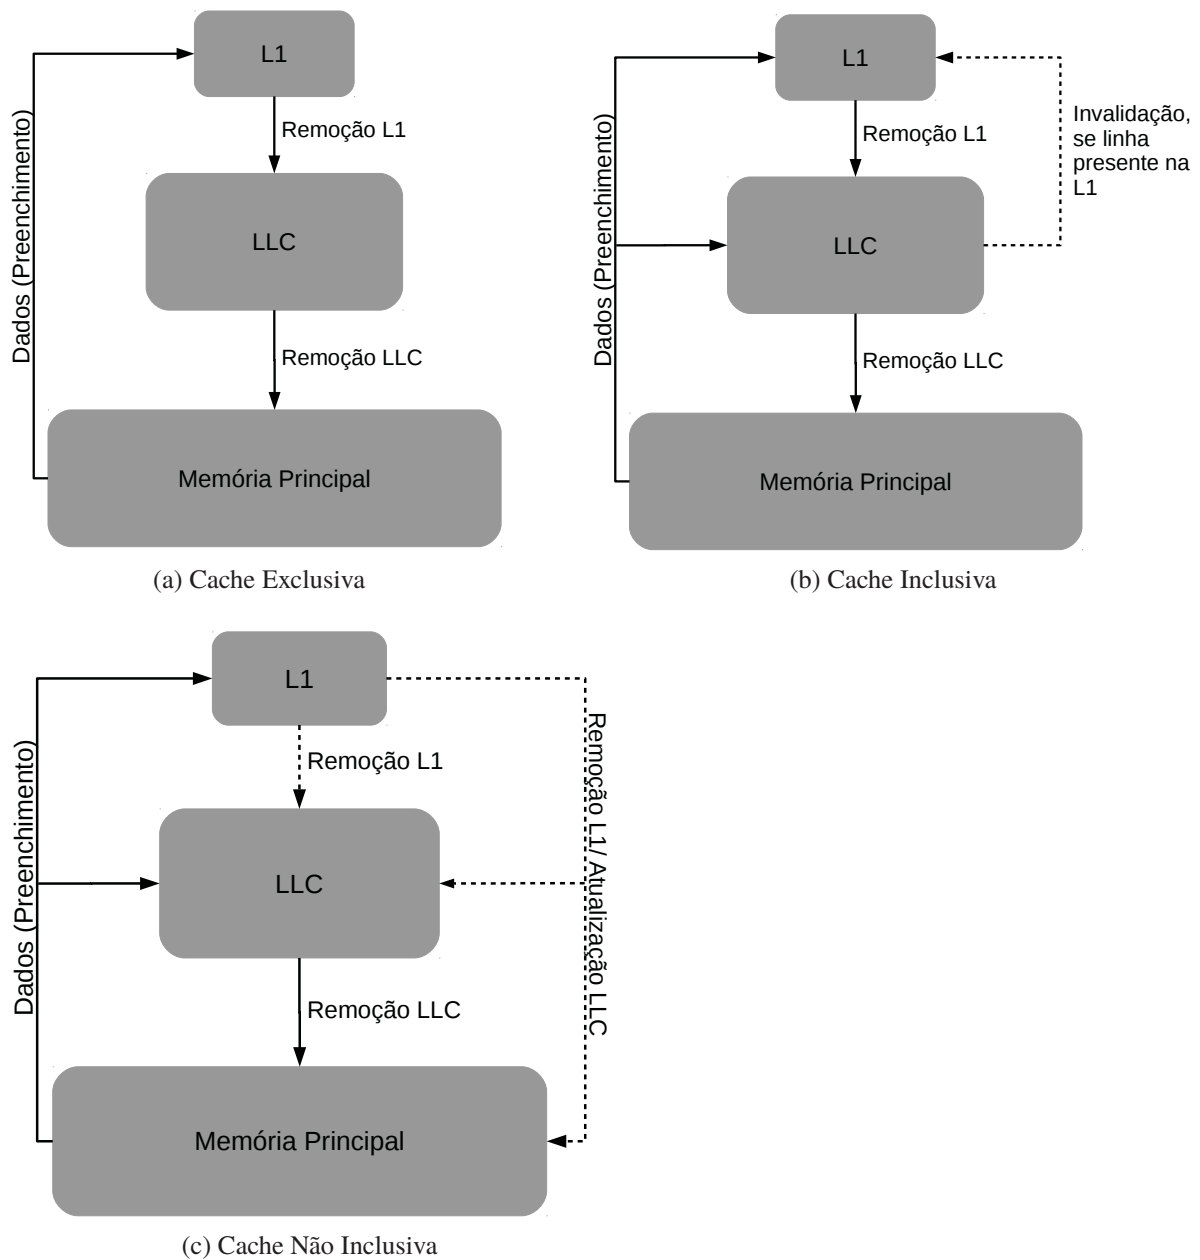 L1
Remoção L1
LLC
Remoção LLC
Memória Principal
Dados (Preenchimento)
(a) Cache Exclusiva
L1
Remoção L1
Invalidação,
se linha
presente na
L1
LLC
Remoção LLC
Memória Principal
Dados (Preenchimento)
(b) Cache Inclusiva
L1
Remoção L1
LLC
Remoção LLC
Memória Principal
Dados (Preenchimento)
Remoção L1/ Atualização LLC
(c) Cache Não Inclusiva